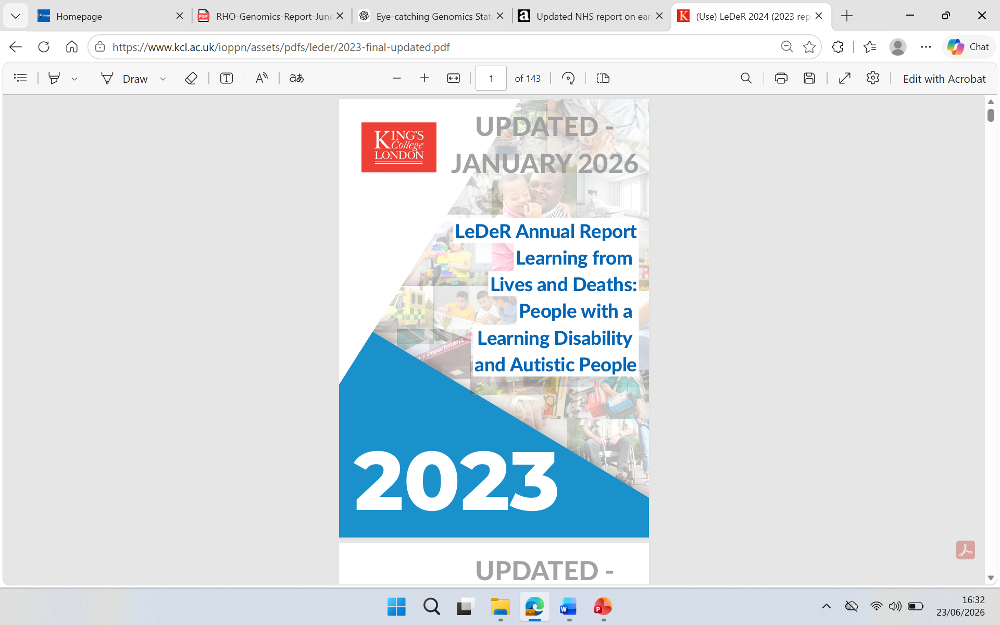 Homepage
RHO-Genomics-Report-June
Eye-catching Genomics Stat
Updated NHS report on earl
(Use) LeDeR 2024 (2023 rep
https://www.kcl.ac.uk/ioppn/assets/pdfs/leder/2023-final-updated.pdf
Chat
Draw
1 of 143
Edit with Acrobat
UPDATED -
JANUARY 2026
KING'S
College
LONDON
LeDeR Annual Report
Learning from
Lives and Deaths:
People with a
Learning Disability
and Autistic People
ncy Department
2023
UPDATED -
16:32
23/06/2026